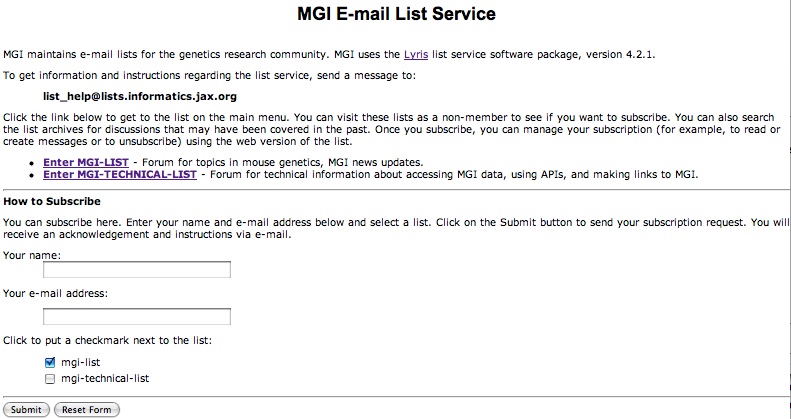 MGI E-mail List Service
MGI maintains e-mail lists for the genetics research community. MGI uses the Lyris list service software package, version 4.2.1.
To get information and instructions regarding the list service, send a message to:
list_help@lists.informatics.jax.org
Click the link below to get to the list on the main menu. You can visit these lists as a non-member to see if you want to subscribe. You can also search
the list archives for discussions that may have been covered in the past. Once you subscribe, you can manage your subscription (for example, to read or
create messages or to unsubscribe) using the web version of the list.
• Enter MGI-LIST - Forum for topics in mouse genetics, MGI news updates.
• Enter MGI-TECHNICAL-LIST - Forum for technical information about accessing MGI data, using APIs, and making links to MGI.
How to Subscribe
You can subscribe here. Enter your name and e-mail address below and select a list. Click on the Submit button to send your subscription request. You will
receive an acknowledgement and instructions via e-mail.
Your name:
Your e-mail address:
Click to put a checkmark next to the list:
mgi-list
mgi-technical-list
Submit Reset Form